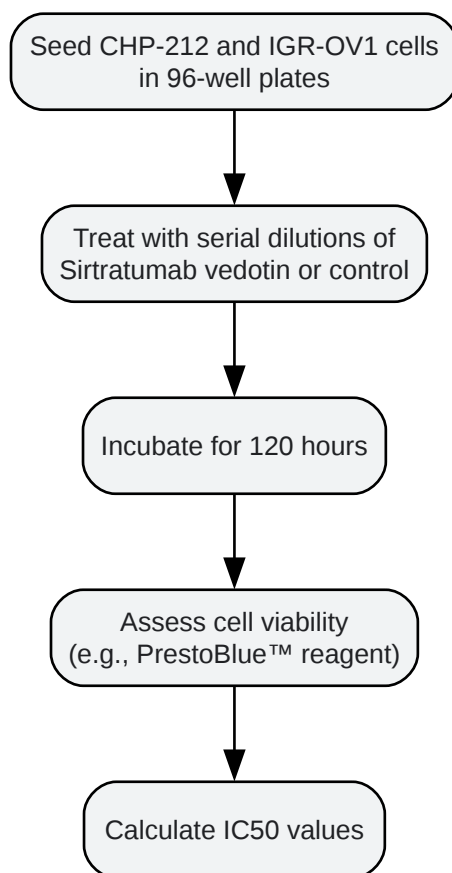 Seed CHP-212 and IGR-OV1 cells
in 96-well plates
Treat with serial dilutions of
Sirtratumab vedotin or control
Incubate for 120 hours
Assess cell viability
(e.g., PrestoBlue™ reagent)
Calculate IC50 values